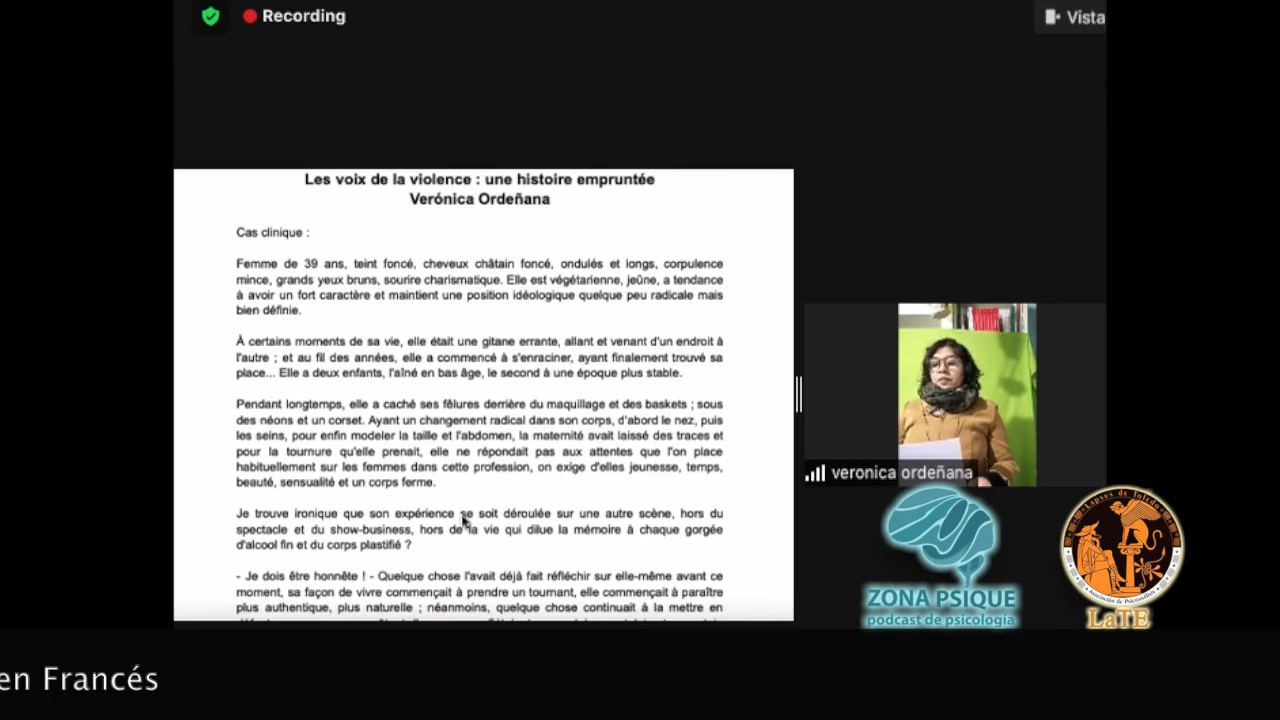 Recording
Vista
Les voix de la violence : une histoire empruntée
Verónica Ordeñana
Cas clinique :
Femme de 39 ans, teint foncé, cheveux châtain foncé, ondulés et longs, corpulence
mince, grands yeux bruns, sourire charismatique. Elle est végétarienne, jeûne, a tendance
à avoir un fort caractère et maintient une position idéologique quelque peu radicale mais
bien définie.
À certains moments de sa vie, elle était une gitane errante, allant et venant d'un endroit à
l'autre ; et au fil des années, elle a commencé à s'enraciner, ayant finalement trouvé sa
place... Elle a deux enfants, l'aîné en bas âge, le second à une époque plus stable.
Pendant longtemps, elle a caché ses fêlures derrière du maquillage et des baskets ; sous
des néons et un corset. Ayant un changement radical dans son corps, d'abord le nez, puis
les seins, pour enfin modeler la taille et l'abdomen, la maternité avait laissé des traces et
pour la tournure qu'elle prenait, elle ne répondait pas aux attentes que l'on place
habituellement sur les femmes dans cette profession, on exige d'elles jeunesse, temps,
beauté, sensualité et un corps ferme.
Je trouve ironique que son expérience se soit déroulée sur une autre scène, hors du
spectacle et du show-business, hors de la vie qui dilue la mémoire à chaque gorgée
d'alcool fin et du corps plastifié ?
- Je dois être honnête ! - Quelque chose l'avait déjà fait réfléchir sur elle-même avant ce
moment, sa façon de vivre commençait à prendre un tournant, elle commençait à paraître
plus authentique, plus naturelle ; néanmoins, quelque chose continuait à la mettre en
veronica ordeñana
ZONA PSIQUE
podcast de psicología
Lapsus de Toledo
Asociación de Psicoanálisis
LaTE
en Francés